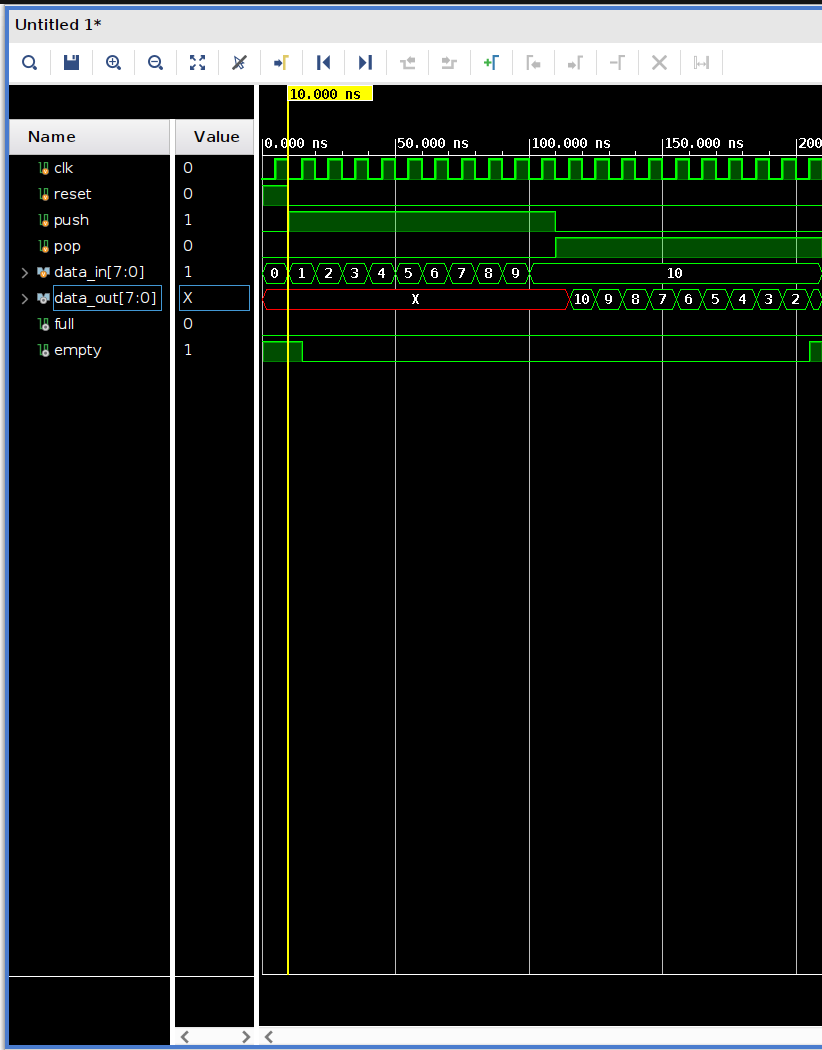 Untitled 1*
10.000 ns
Name Value
0.000 ns 50.000 ns 100.000 ns 150.000 ns 200
clk 0
reset 0
push 1
pop 0
data_in[7:0] 1 0 1 2 3 4 5 6 7 8 9 10
data_out[7:0] X X 10 9 8 7 6 5 4 3 2
full 0
empty 1